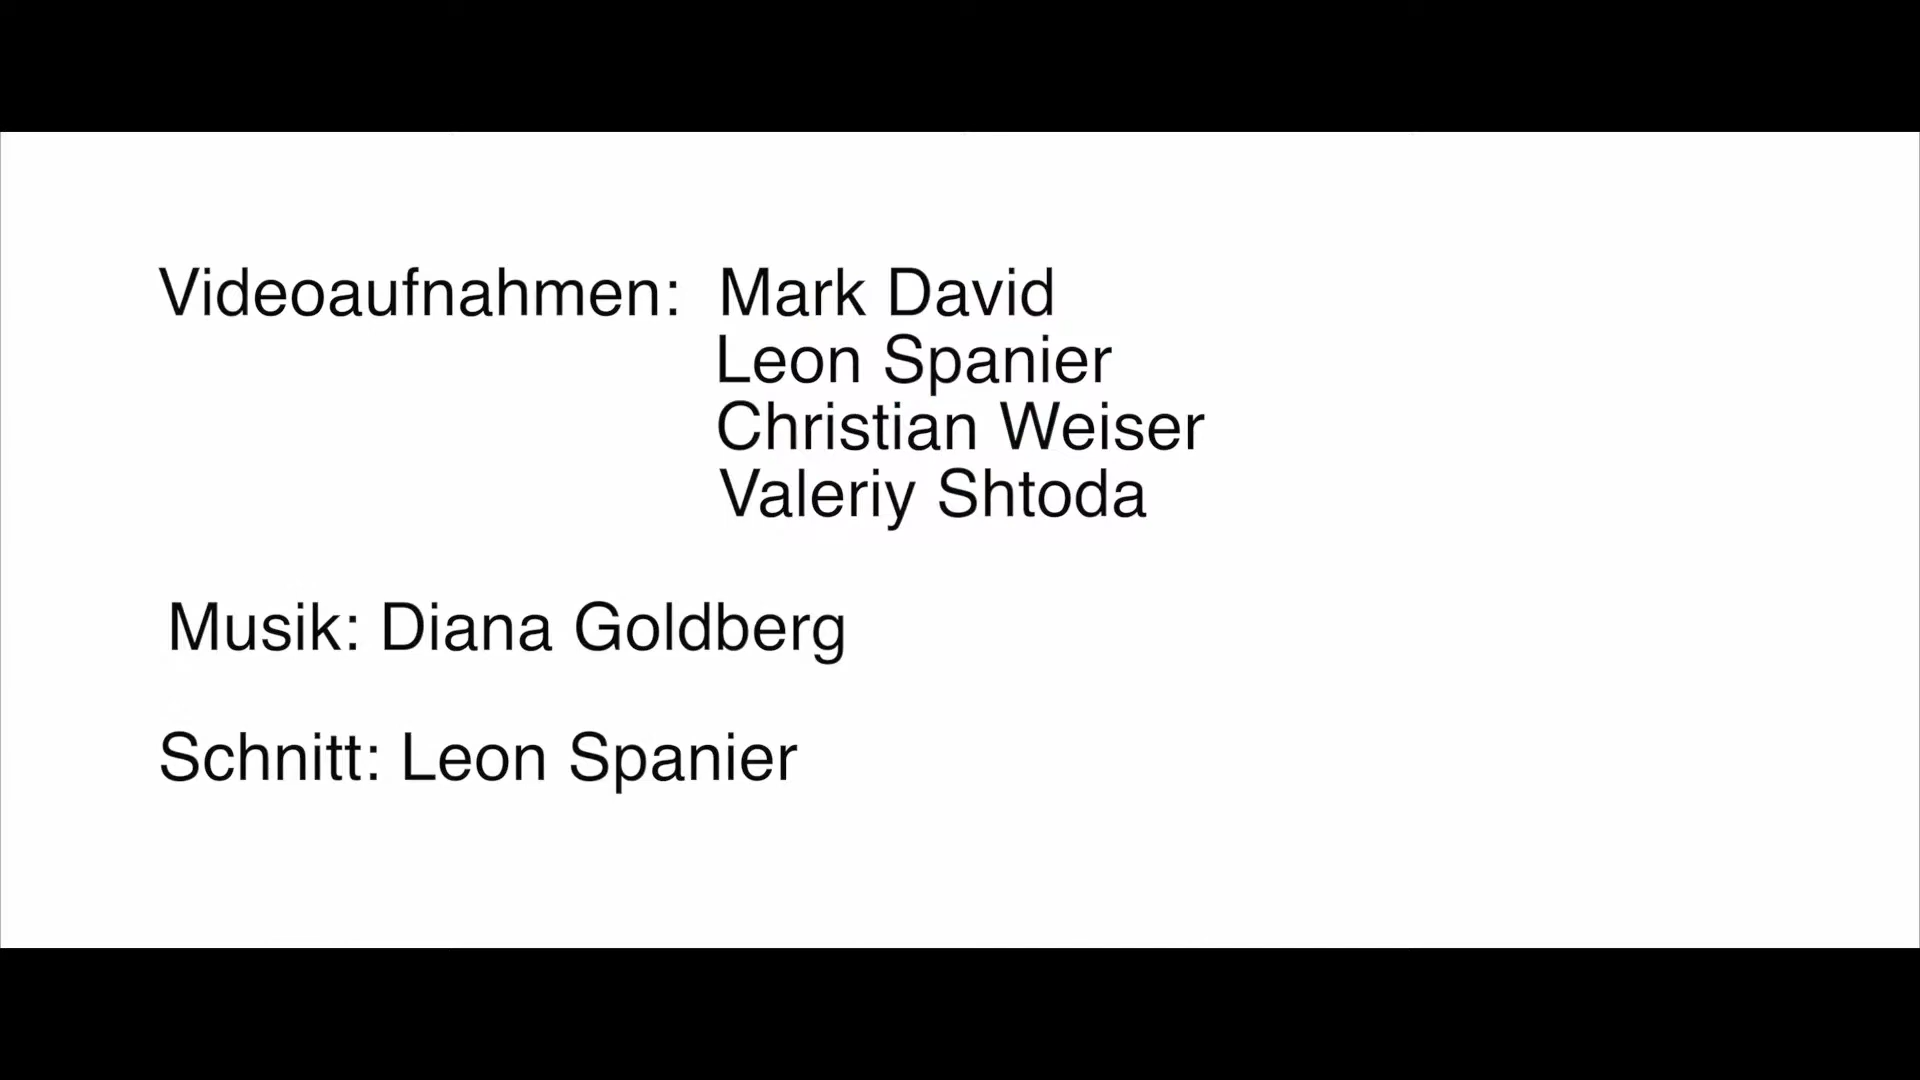 Videoaufnahmen: Mark David
Leon Spanier
Christian Weiser
Valeriy Shtoda
Musik: Diana Goldberg
Schnitt: Leon Spanier